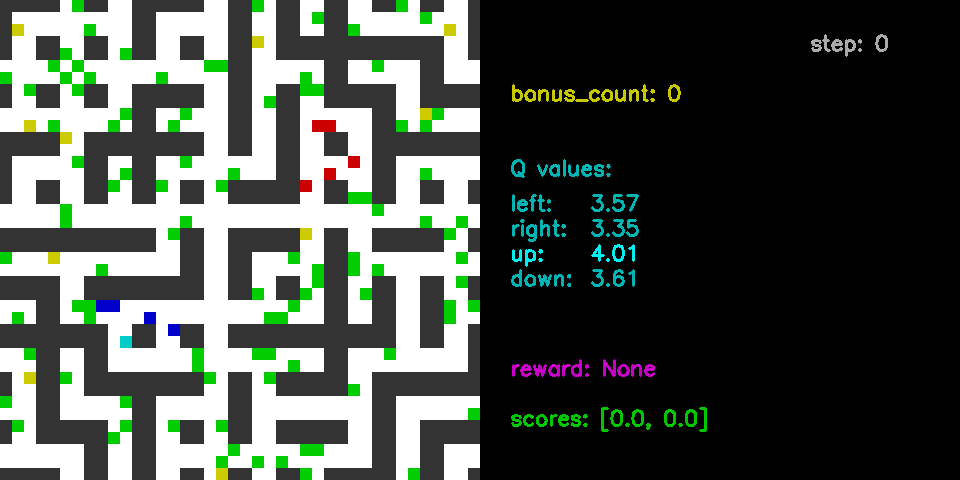 step: 0
bonus_count: 0
Q values:
left: 3.57
right: 3.35
up: 4.01
down: 3.61
reward: None
scores: [0.0, 0.0]